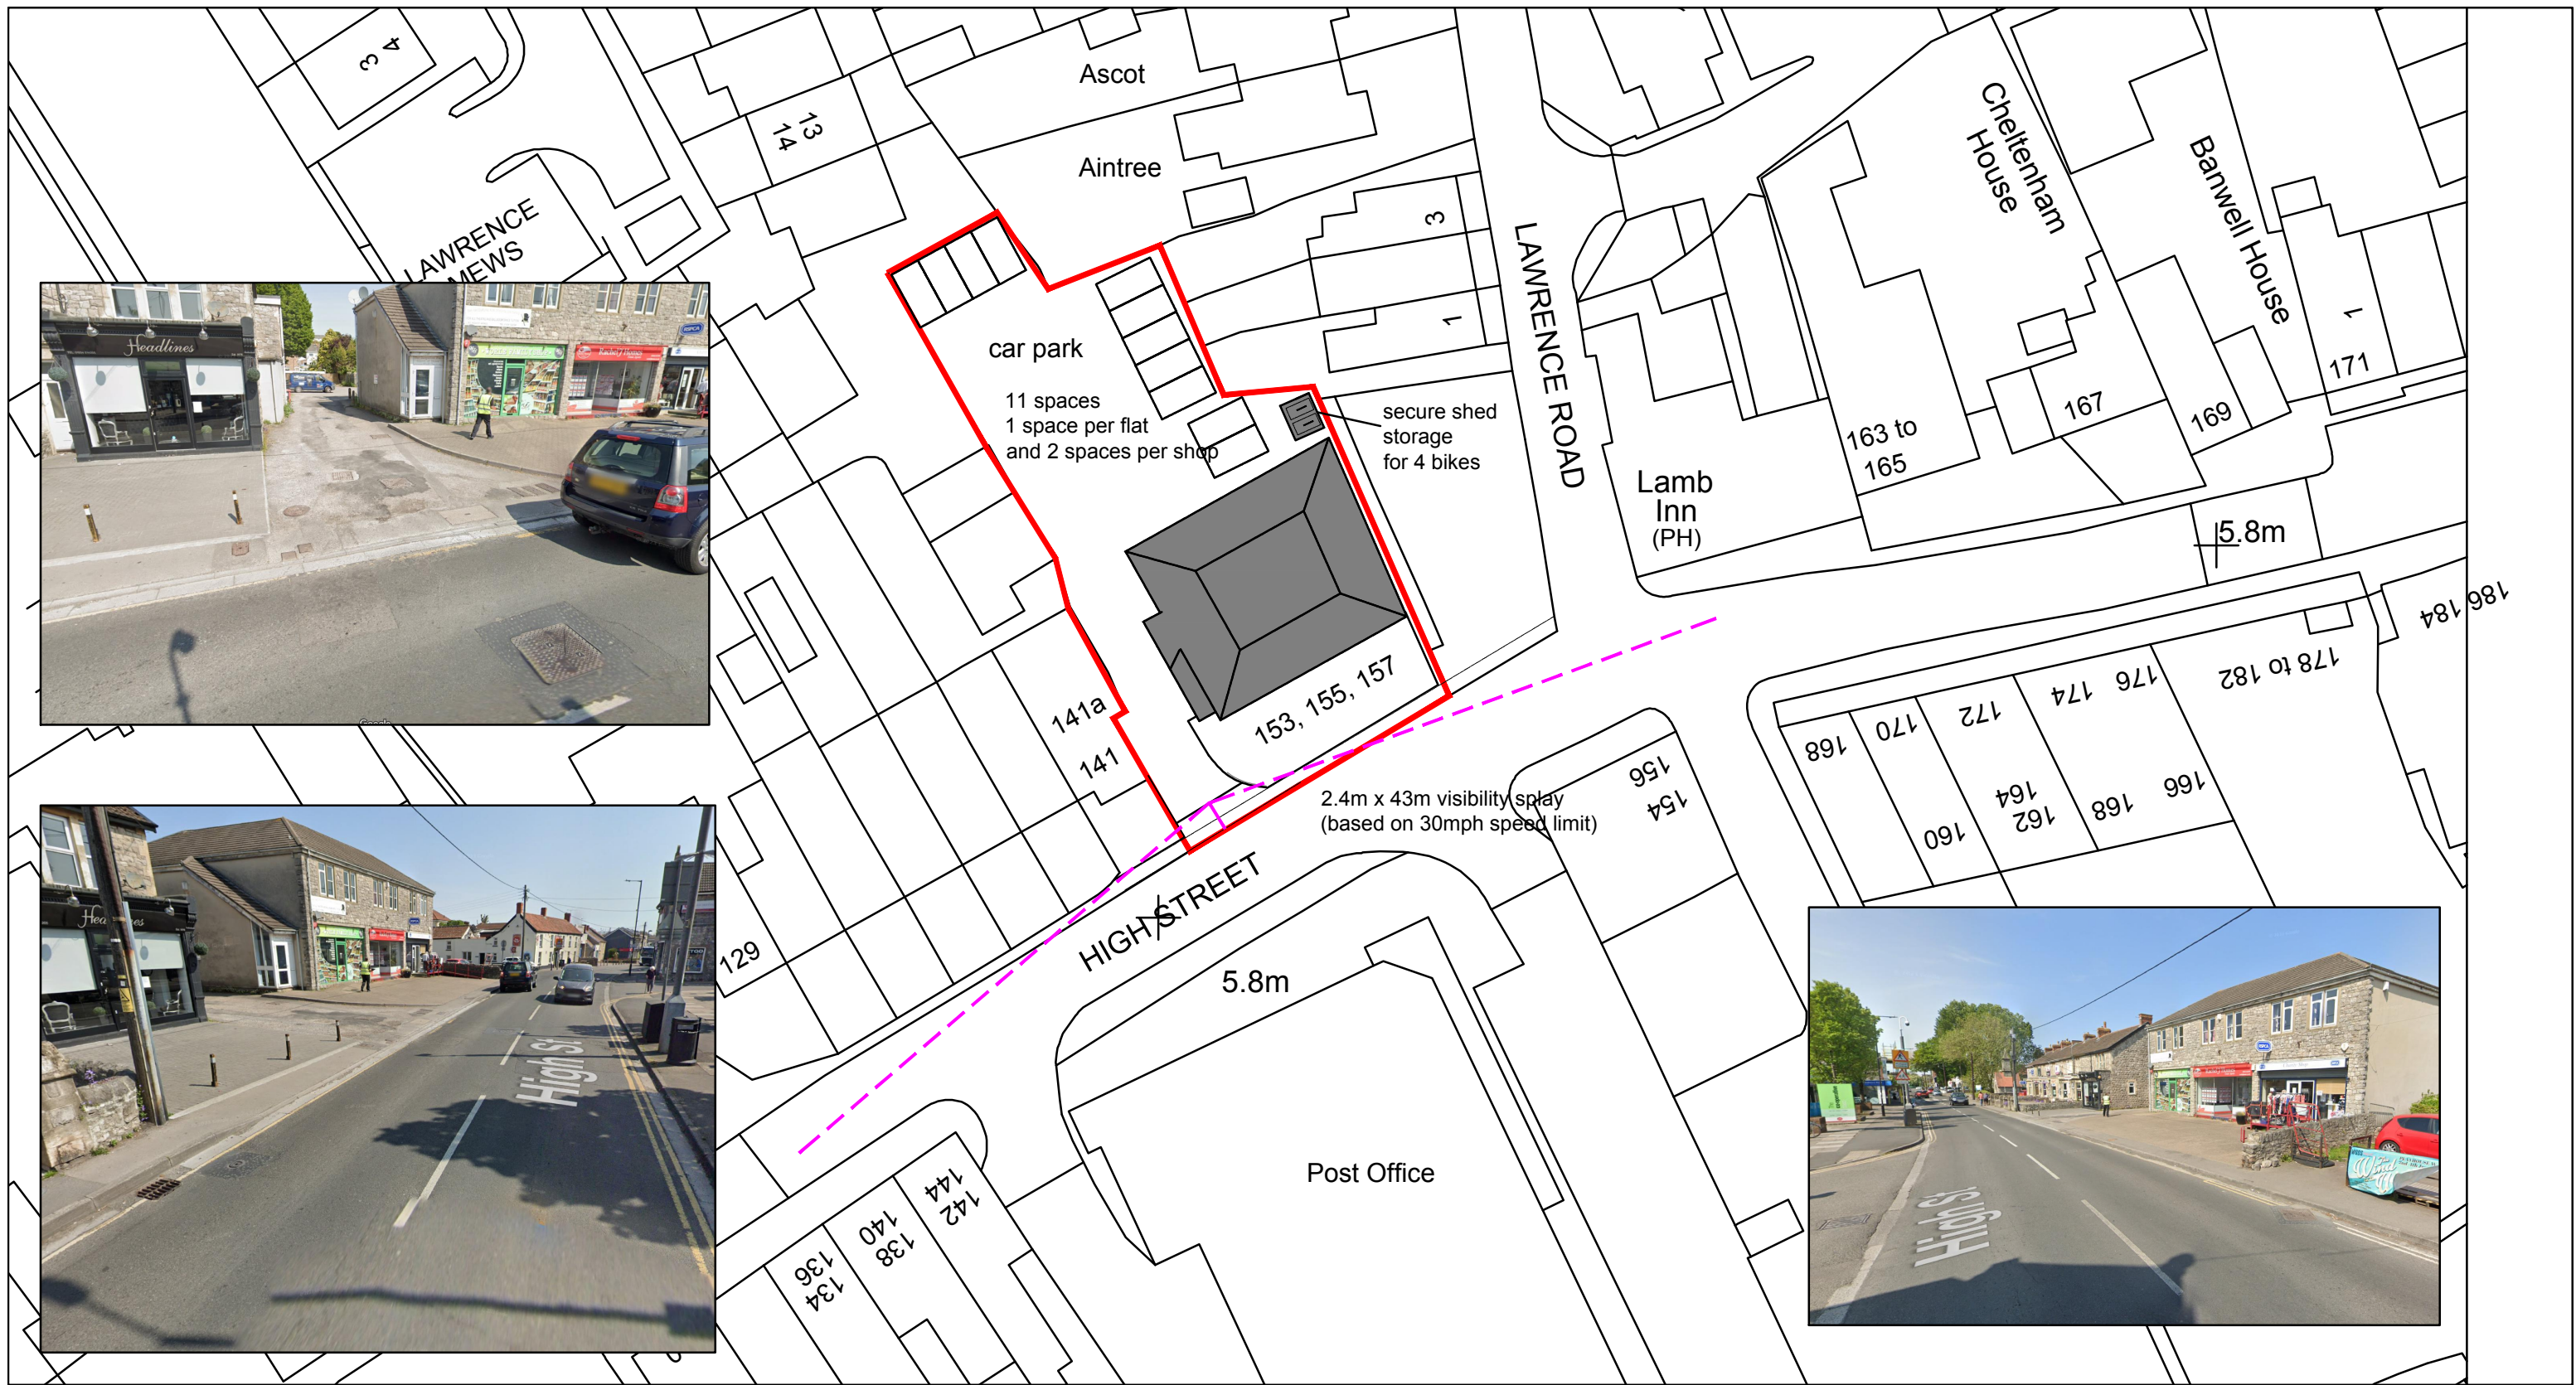 4
3
Ascot
13
14
Aintree
LAWRENCE
MEWS
Cheltenham
House
Banwell House
3
1
LAWRENCE ROAD
car park
11 spaces
1 space per flat
and 2 spaces per shop
secure shed
storage
for 4 bikes
Lamb
Inn
(PH)
163 to
165
167
169
1
171
5.8m
186
184
178 to 182
176
174
172
170
168
166
168
164
162
160
156
154
153, 155, 157
141a
141
129
2.4m x 43m visibility splay
(based on 30mph speed limit)
HIGH STREET
5.8m
Post Office
144
142
140
138
136
134
Headlines
RSPCA
Google
High St
High St